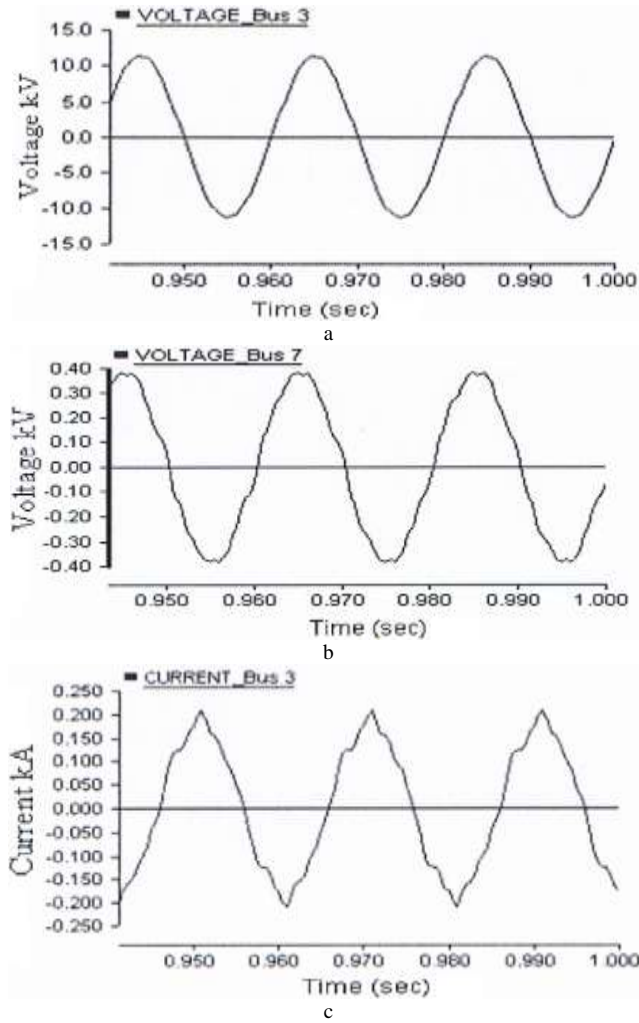 VOLTAGE_Bus 3
15.0
10.0
5.0
0.0
-5.0
-10.0
-15.0
Voltage kV
0.950 0.960 0.970 0.980 0.990 1.000
Time (sec)
a
VOLTAGE_Bus 7
0.40
0.20
0.10
0.00
-0.10
-0.30
-0.40
Voltage kV
0.950 0.960 0.970 0.980 0.990 1.000
Time (sec)
b
CURRENT_Bus 3
0.250
0.200
0.150
0.100
0.050
0.000
-0.050
-0.100
-0.150
-0.200
-0.250
Current kA
0.950 0.960 0.970 0.980 0.990 1.000
Time (sec)
c